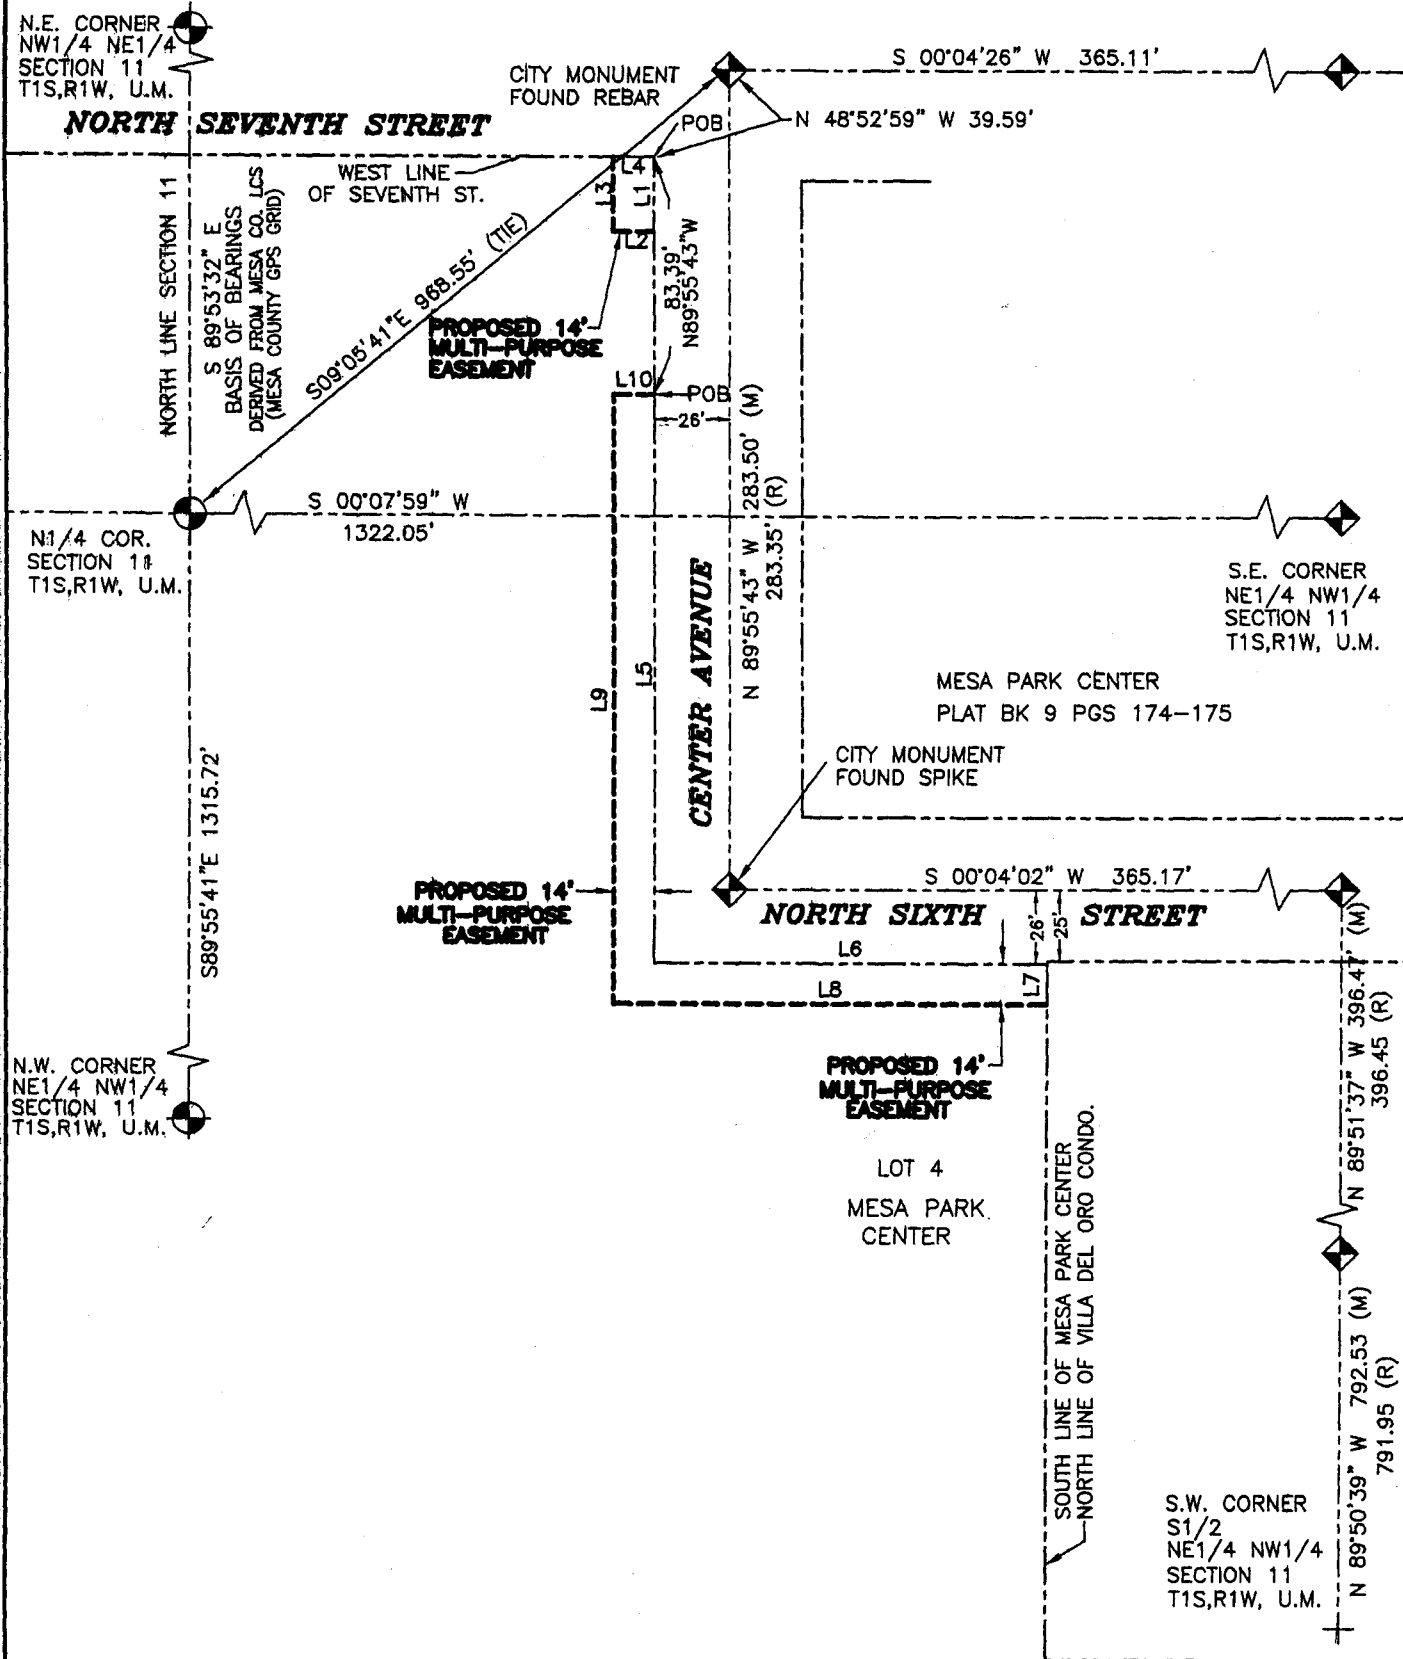 N.E. CORNER
NW1/4 NE1/4
SECTION 11
T1S,R1W, U.M.
NORTH SEVENTH STREET
CITY MONUMENT
FOUND REBAR
S 00°04'26" W 365.11'
N 48°52'59" W 39.59'
POB
WEST LINE
OF SEVENTH ST.
L4
L3
L1
L2
NORTH LINE SECTION 11
S 89°53'32" E
BASIS OF BEARINGS
DERIVED FROM MESA CO. LCS
(MESA COUNTY GPS GRID)
S09°05'41"E 968.55' (TIE)
83.39'
N89°55'43"W
PROPOSED 14'
MULTI-PURPOSE
EASEMENT
L10
POB
26'
N 89°55'43" W 283.50' (M)
283.35' (R)
S 00°07'59" W
1322.05'
N1/4 COR.
SECTION 11
T1S,R1W, U.M.
S.E. CORNER
NE1/4 NW1/4
SECTION 11
T1S,R1W, U.M.
CENTER AVENUE
L5
L9
MESA PARK CENTER
PLAT BK 9 PGS 174-175
CITY MONUMENT
FOUND SPIKE
S89°55'41"E 1315.72'
PROPOSED 14'
MULTI-PURPOSE
EASEMENT
S 00°04'02" W 365.17'
NORTH SIXTH STREET
26'
25'
L6
L7
L8
N 89°51'37" W 396.47' (M)
396.45 (R)
N.W. CORNER
NE1/4 NW1/4
SECTION 11
T1S,R1W, U.M.
PROPOSED 14'
MULTI-PURPOSE
EASEMENT
LOT 4
MESA PARK
CENTER
SOUTH LINE OF MESA PARK CENTER
NORTH LINE OF VILLA DEL ORO CONDO.
N 89°50'39" W 792.53 (M)
791.95 (R)
S.W. CORNER
S1/2
NE1/4 NW1/4
SECTION 11
T1S,R1W, U.M.